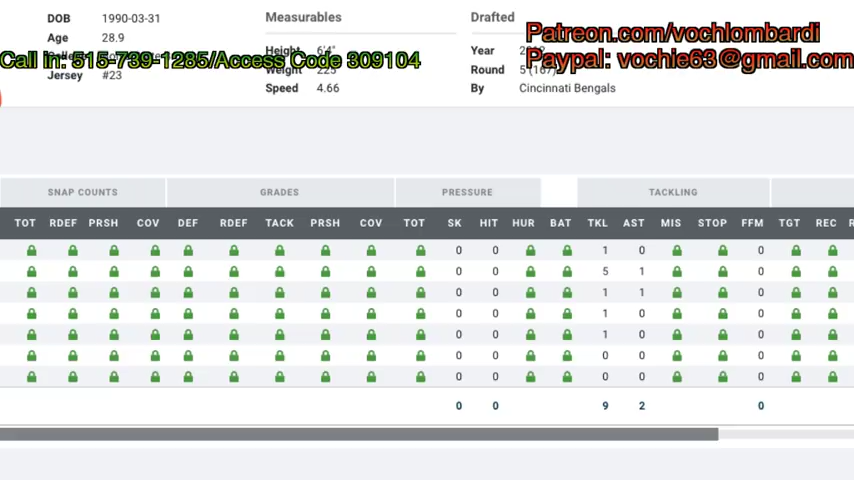 DOB 1990-03-31 Measurables Drafted
Age 28.9
Patreon.com/vochlombardi
Height 6'4" Year
Call in: 515-739-1285/Access Code 309104
Paypal: vochie63@gmail.com
Jersey #23 Weight 225 Round 5 (167)
Speed 4.66 By Cincinnati Bengals
SNAP COUNTS GRADES PRESSURE TACKLING
TOT RDEF PRSH COV DEF RDEF TACK PRSH COV TOT SK HIT HUR BAT TKL AST MIS STOP FFM TGT REC
0 0 1 0 0
0 0 5 1 0
0 0 1 1 0
0 0 1 0 0
0 0 1 0 0
0 0 0 0 0
0 0 0 0 0
0 0 9 2 0